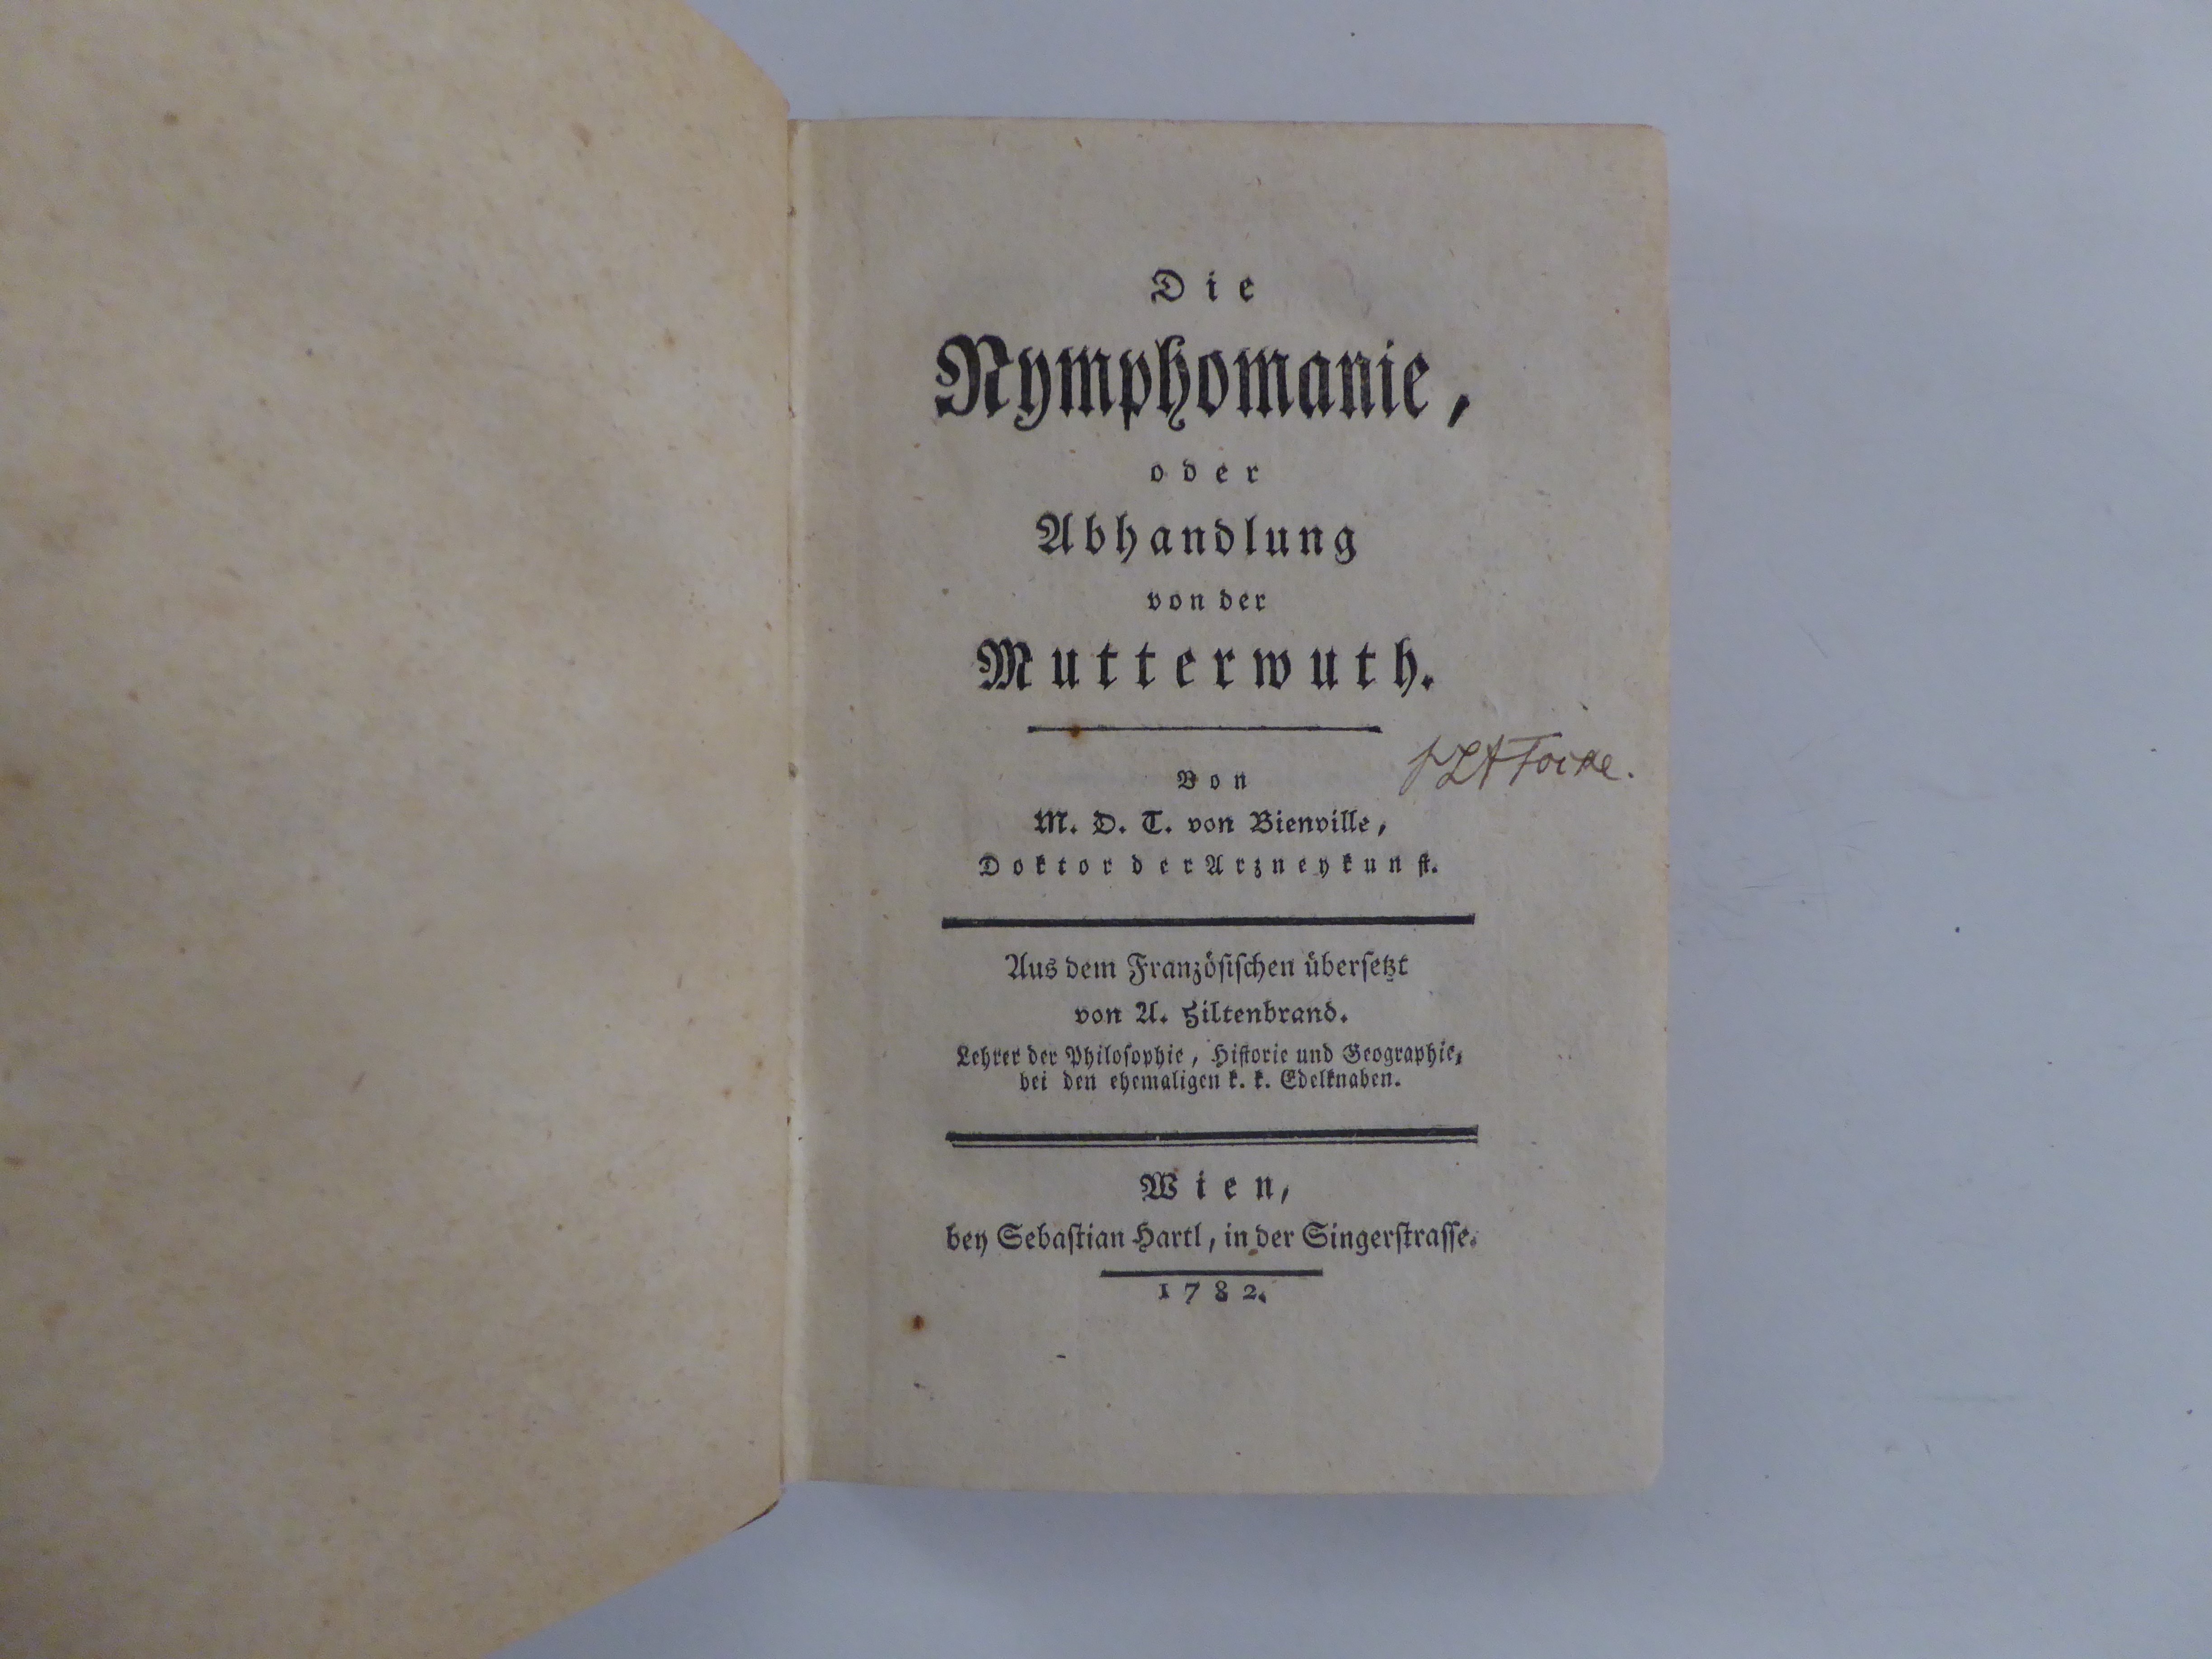 Die
Nymphomanie,
oder
Abhandlung
von der
Mutterwuth.
Von
M. D. T. von Bienville,
Doktor der Arzneykunſt.
Aus dem Franzöſiſchen überſetzt
von A. Hiltenbrand.
Lehrer der Philoſophie, Hiſtorie und Geographie,
bei den ehemaligen k. k. Edelknaben.
Wien,
bey Sebaſtian Hartl, in der Singerſtraſſe.
1782.